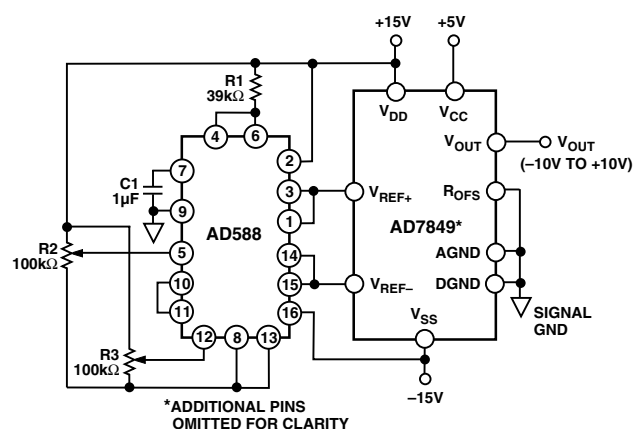 +15V
+5V
R1
39kΩ
4
6
V_DD
V_CC
2
V_OUT
V_OUT
(–10V TO +10V)
7
C1
1µF
3
V_REF+
R_OFS
9
AD588
1
AD7849*
R2
100kΩ
5
14
AGND
10
15
V_REF–
DGND
11
16
V_SS
SIGNAL
GND
12
8
13
R3
100kΩ
–15V
*ADDITIONAL PINS
OMITTED FOR CLARITY